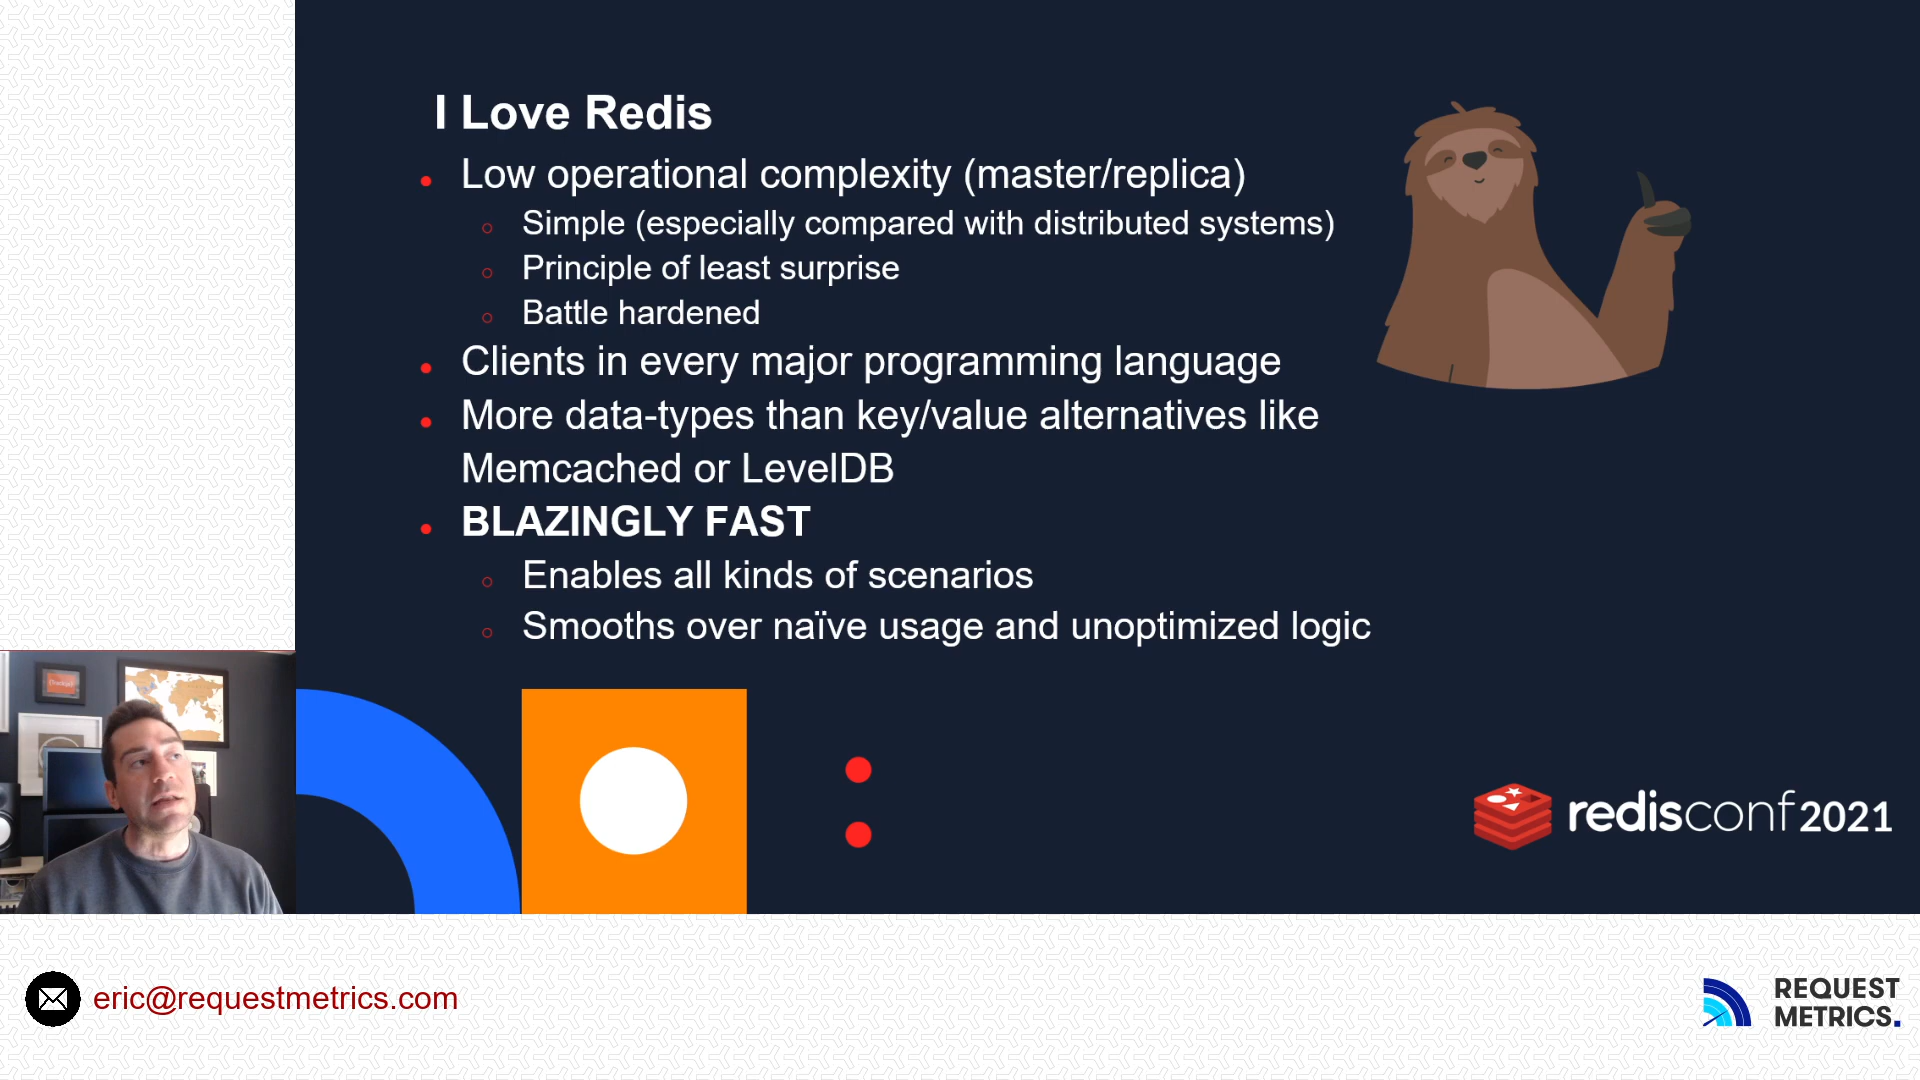 I Love Redis
Low operational complexity (master/replica)
Simple (especially compared with distributed systems)
Principle of least surprise
Battle hardened
Clients in every major programming language
More data-types than key/value alternatives like
Memcached or LevelDB
BLAZINGLY FAST
Enables all kinds of scenarios
Smooths over naïve usage and unoptimized logic
redisconf 2021
eric@requestmetrics.com
REQUEST
METRICS.